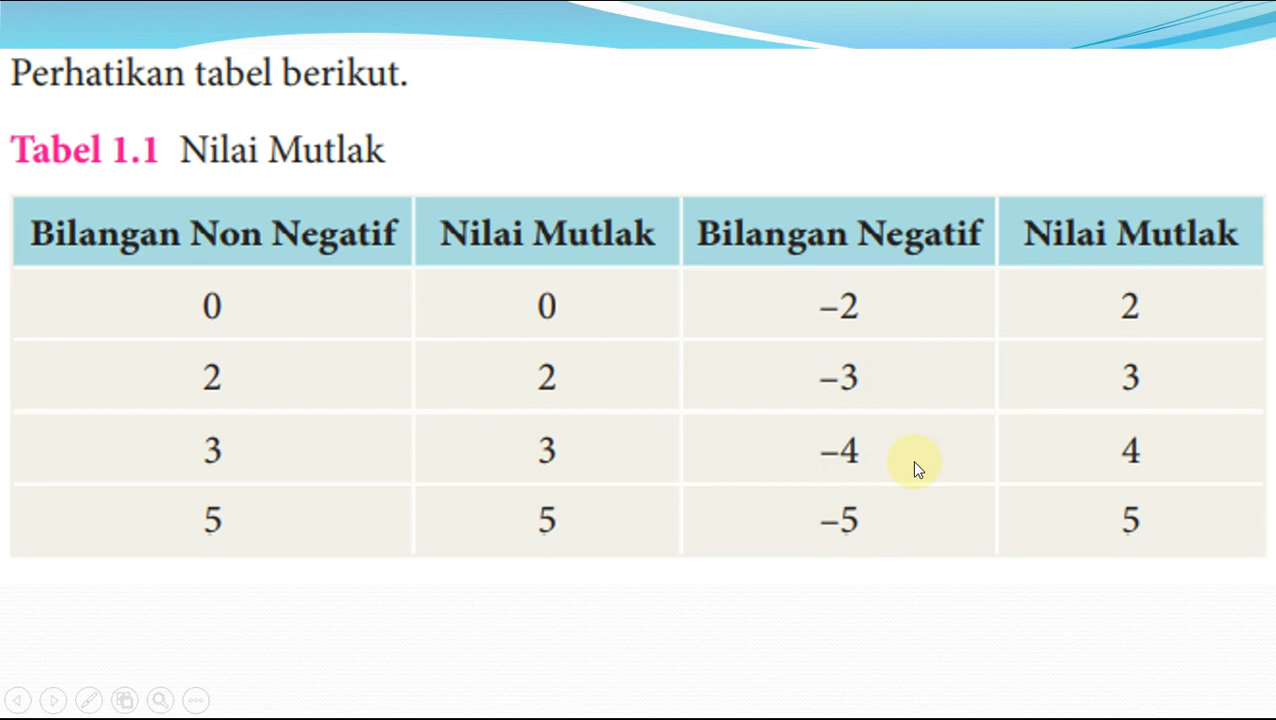 Perhatikan tabel berikut.
Tabel 1.1 Nilai Mutlak
Bilangan Non Negatif Nilai Mutlak Bilangan Negatif Nilai Mutlak
0 0 –2 2
2 2 –3 3
3 3 –4 4
5 5 –5 5